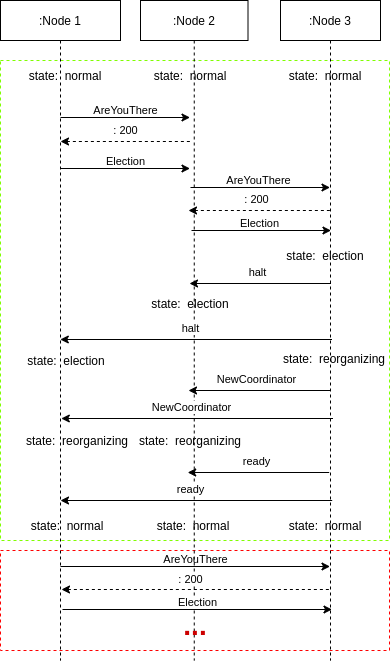 :Node 1 :Node 2 :Node 3
state: normal state: normal state: normal
AreYouThere
: 200
Election
AreYouThere
: 200
Election
state: election
halt
state: election
halt
state: election state: reorganizing
NewCoordinator
NewCoordinator
state: reorganizing state: reorganizing
ready
ready
state: normal state: normal state: normal
AreYouThere
: 200
Election
...